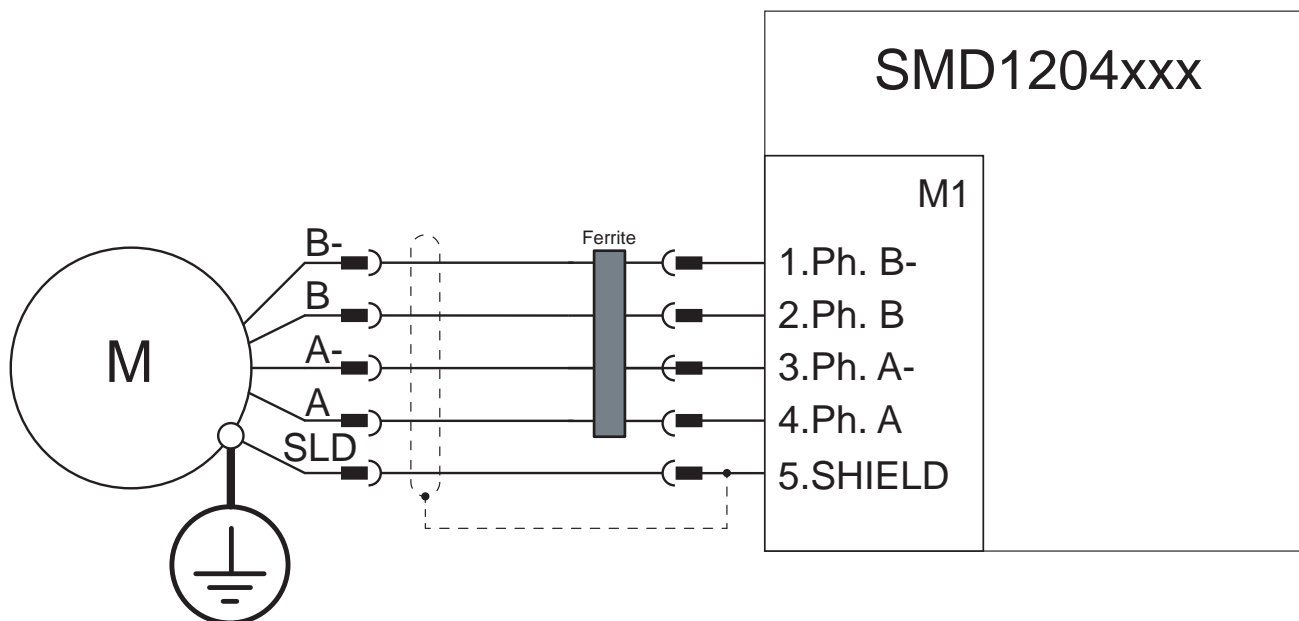 SMD1204xxx
M1
Ferrite
B-
B
A-
A
SLD
M
1.Ph. B-
2.Ph. B
3.Ph. A-
4.Ph. A
5.SHIELD